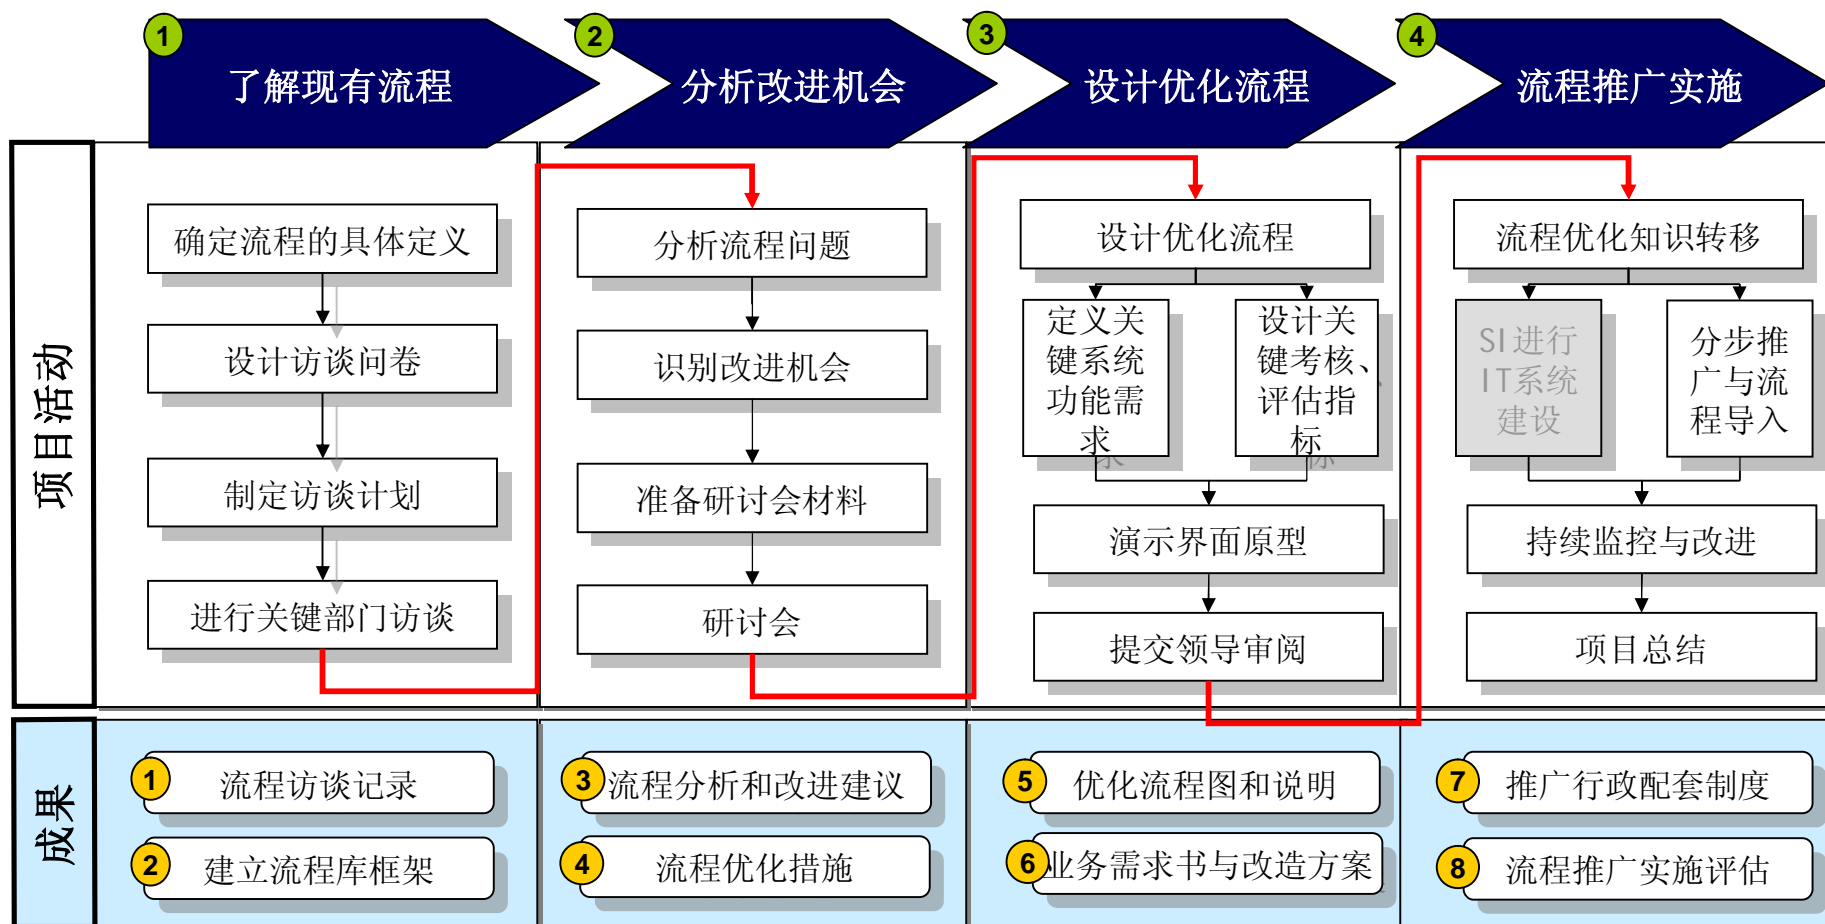 1
了解现有流程
2
分析改进机会
3
设计优化流程
4
流程推广实施
项目活动
确定流程的具体定义
设计访谈问卷
制定访谈计划
进行关键部门访谈
分析流程问题
识别改进机会
准备研讨会材料
研讨会
设计优化流程
定义关
键系统
功能需
求
设计关
键考核、
评估指
标
演示界面原型
提交领导审阅
流程优化知识转移
SI进行
IT系统
建设
分步推
广与流
程导入
持续监控与改进
项目总结
成果
1
流程访谈记录
2
建立流程库框架
3
流程分析和改进建议
4
流程优化措施
5
优化流程图和说明
6
业务需求书与改造方案
7
推广行政配套制度
8
流程推广实施评估